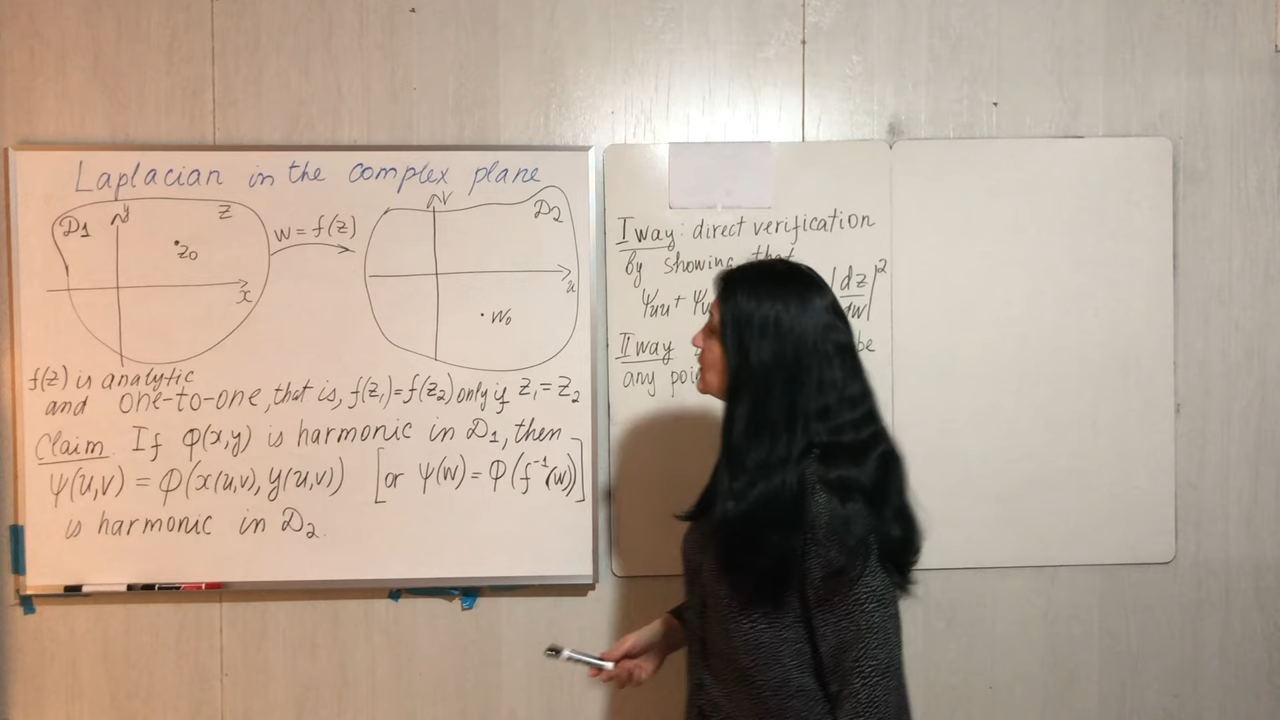 Laplacian in the complex plane
D1
y
z
z0
x
w = f(z)
v
D2
u
w0
f(z) is analytic
and one-to-one, that is, f(z1) = f(z2) only if z1 = z2
Claim. If φ(x,y) is harmonic in D1, then
ψ(u,v) = φ(x(u,v), y(u,v)) [or ψ(w) = φ(f⁻¹(w))]
is harmonic in D2.
I way: direct verification
by showing that
ψuu + ψv |dz/dw|²
II way be
any poi